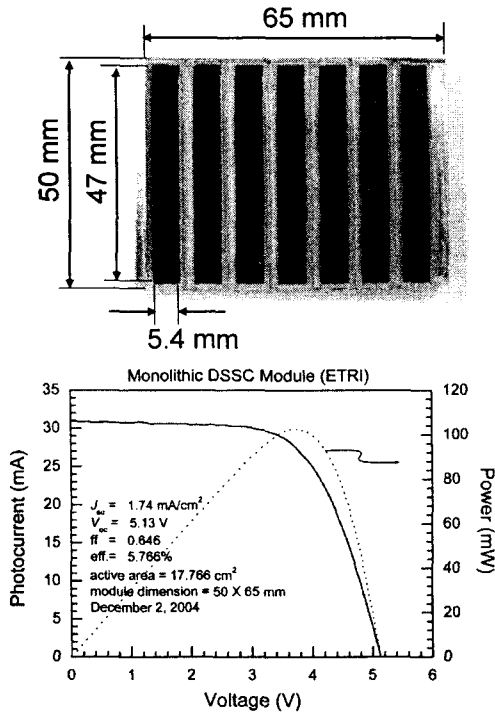 65 mm
50 mm
47 mm
5.4 mm
Monolithic DSSC Module (ETRI)
35
30
25
20
15
10
5
0
Photocurrent (mA)
120
100
80
60
40
20
0
Power (mW)
J_sc = 1.74 mA/cm²
V_oc = 5.13 V
ff = 0.646
eff.= 5.766%
active area = 17.766 cm²
module dimension = 50 X 65 mm
December 2, 2004
0 1 2 3 4 5 6
Voltage (V)